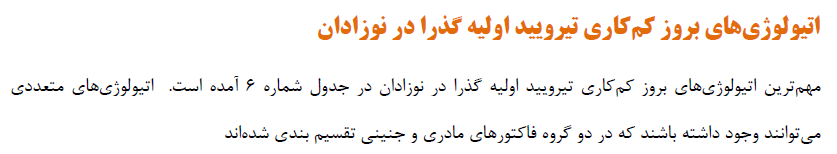 اتیولوژی‌های بروز کم‌کاری تیرویید اولیه گذرا در نوزادان
مهم‌ترین اتیولوژی‌های بروز کم‌کاری تیرویید اولیه گذرا در نوزادان در جدول شماره ۶ آمده است. اتیولوژی‌های متعددی
می‌توانند وجود داشته باشند که در دو گروه فاکتورهای مادری و جنینی تقسیم بندی شده‌اند